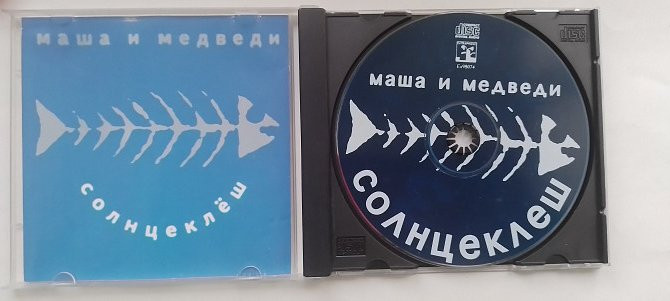 маша и медведи
солнцеклёш
маша и медведи
солнцеклеш